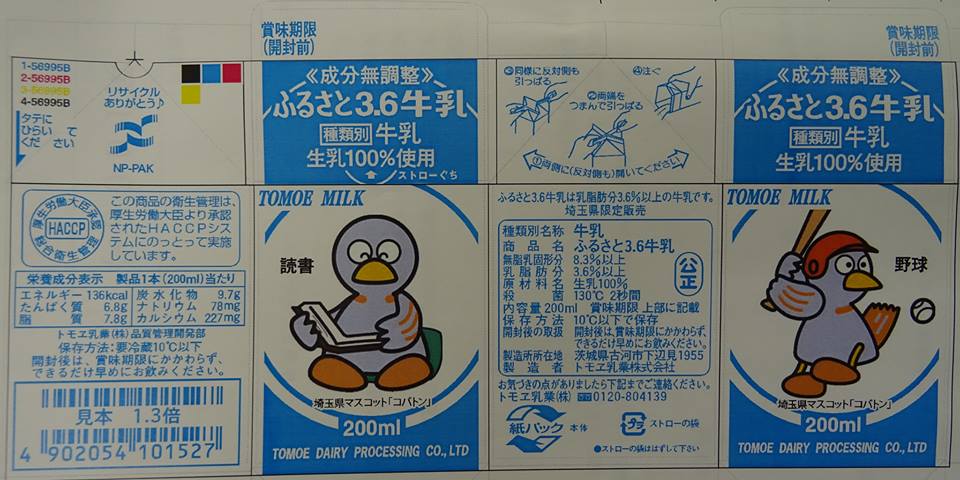 賞味期限
(開封前)
賞味期限
(開封前)
1-56995B
2-56995B
3-56995B
4-56995B
タテに
ひらい て
くだ さい
リサイクル
ありがとう♪
NP-PAK
《成分無調整》
ふるさと3.6牛乳
種類別 牛乳
生乳100%使用
ストローぐち
③同様に反対側も
引っぱる
④注ぐ
②両端を
つまんで引っぱる
①両側に(反対側も)開いてください
《成分無調整》
ふるさと3.6牛乳
種類別 牛乳
生乳100%使用
厚生労働大臣承認
HACCP
総合衛生管理
この商品の衛生管理は、
厚生労働大臣より承認
されたHACCPシス
テムにのっとって実施
しています。
栄養成分表示 製品1本(200ml)当たり
エネルギー 136kcal 炭水化物 9.7g
たんぱく質 6.8g ナトリウム 78mg
脂質 7.8g カルシウム 227mg
トモヱ乳業(株)品質管理開発部
保存方法:要冷蔵10℃以下
開封後は、賞味期限にかかわらず、
できるだけ早めにお飲みください。
見本 1.3倍
4 902054 101527
TOMOE MILK
読書
埼玉県マスコット「コバトン」
200ml
TOMOE DAIRY PROCESSING CO., LTD
ふるさと3.6牛乳は乳脂肪分3.6%以上の牛乳です。
埼玉県限定販売
種類別名称 牛乳
商品名 ふるさと3.6牛乳
無脂乳固形分 8.3%以上
乳脂肪分 3.6%以上
原材料名 生乳100%
殺菌 130℃ 2秒間
内容量 200ml 賞味期限 上部に記載
保存方法 10℃以下で保存
開封後の取扱 開封後は、賞味期限にかかわらず、
できるだけ早めにお飲みください。
製造所所在地 茨城県古河市下辺見1955
製造者 トモヱ乳業株式会社
公正
お気づきの点がありましたら下記までご連絡ください。
トモヱ乳業(株) 0120-804139
紙パック 本体
プラ ストローの袋
●ストローの袋ははずして下さい
TOMOE MILK
野球
埼玉県マスコット「コバトン」
200ml
TOMOE DAIRY PROCESSING CO., LTD